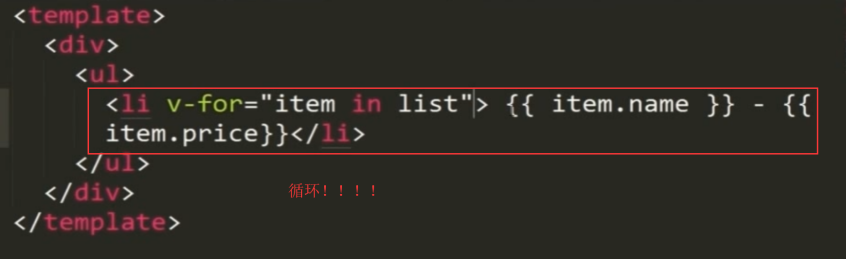 <template>
<div>
<ul>
<li v-for="item in list"> {{ item.name }} - {{
item.price}}</li>
</ul>
</div>
循环！！！！
</template>